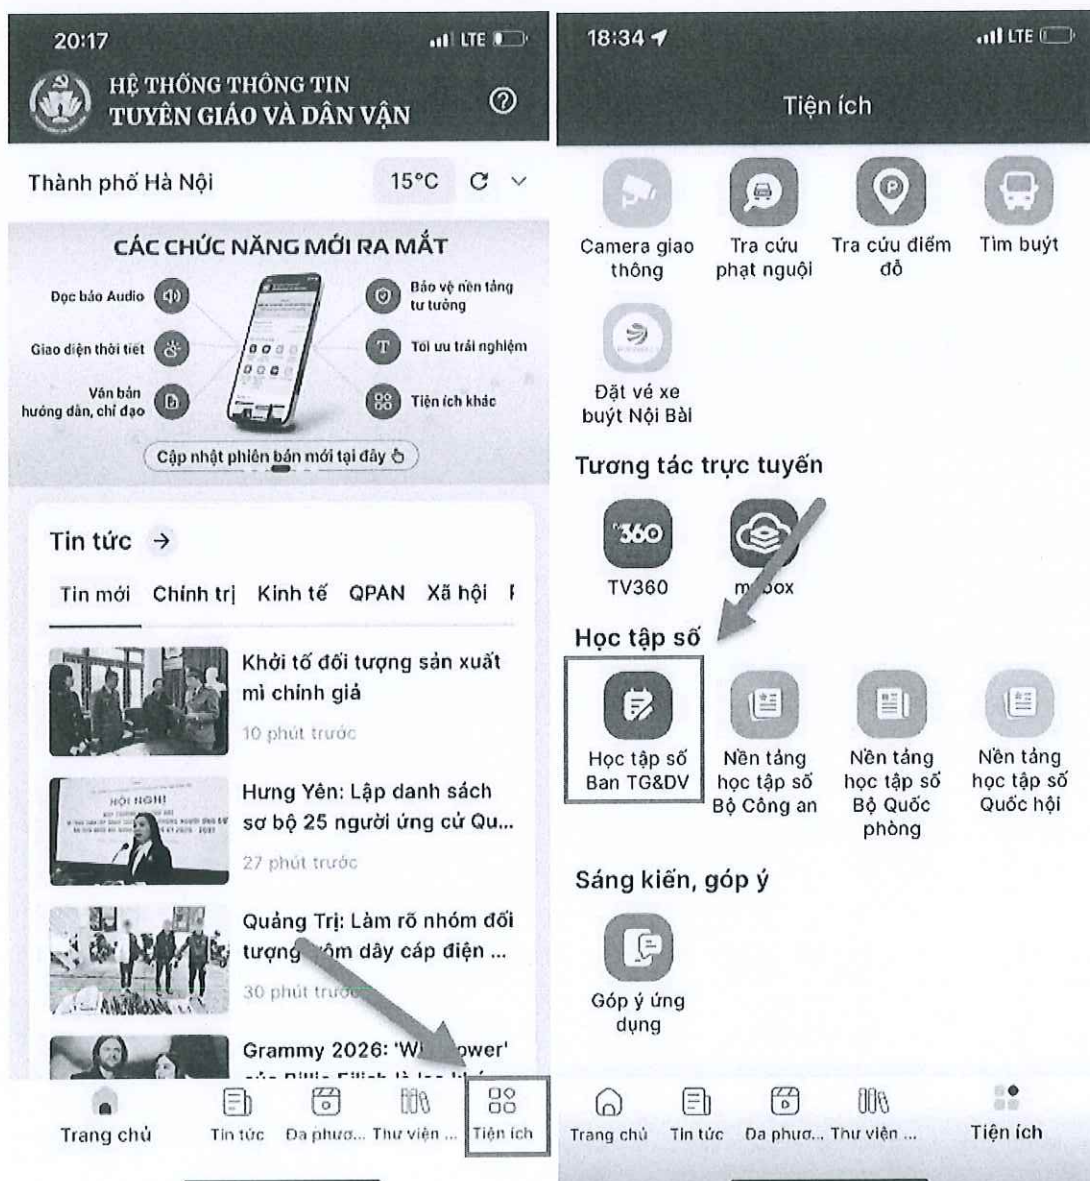 20:17
LTE
HỆ THỐNG THÔNG TIN
TUYÊN GIÁO VÀ DÂN VẬN
Thành phố Hà Nội
15°C
CÁC CHỨC NĂNG MỚI RA MẮT
Đọc báo Audio
Bảo vệ nền tảng
tư tưởng
Giao diện thời tiết
Tối ưu trải nghiệm
Văn bản
hướng dẫn, chỉ đạo
Tiện ích khác
Cập nhật phiên bản mới tại đây
Tin tức →
Tin mới Chính trị Kinh tế QPAN Xã hội
Khởi tố đối tượng sản xuất
mì chính giả
10 phút trước
HỘI NGHỊ
Hưng Yên: Lập danh sách
sơ bộ 25 người ứng cử Qu...
27 phút trước
Quảng Trị: Làm rõ nhóm đối
tượng dây cáp điện ...
30 phút trước
Grammy 2026:
Trang chủ
Tin tức
Đa phươ...
Thư viện ...
Tiện ích
18:34
LTE
Tiện ích
Camera giao
thông
Tra cứu
phạt nguội
Tra cứu điểm
đỗ
Tìm buýt
Đặt vé xe
buýt Nội Bài
Tương tác trực tuyến
TV360
TV360
Học tập số
Học tập số
Ban TG&DV
Nền tảng
học tập số
Bộ Công an
Nền tảng
học tập số
Bộ Quốc
phòng
Nền tảng
học tập số
Quốc hội
Sáng kiến, góp ý
Góp ý ứng
dụng
Trang chủ
Tin tức
Đa phươ...
Thư viện ...
Tiện ích